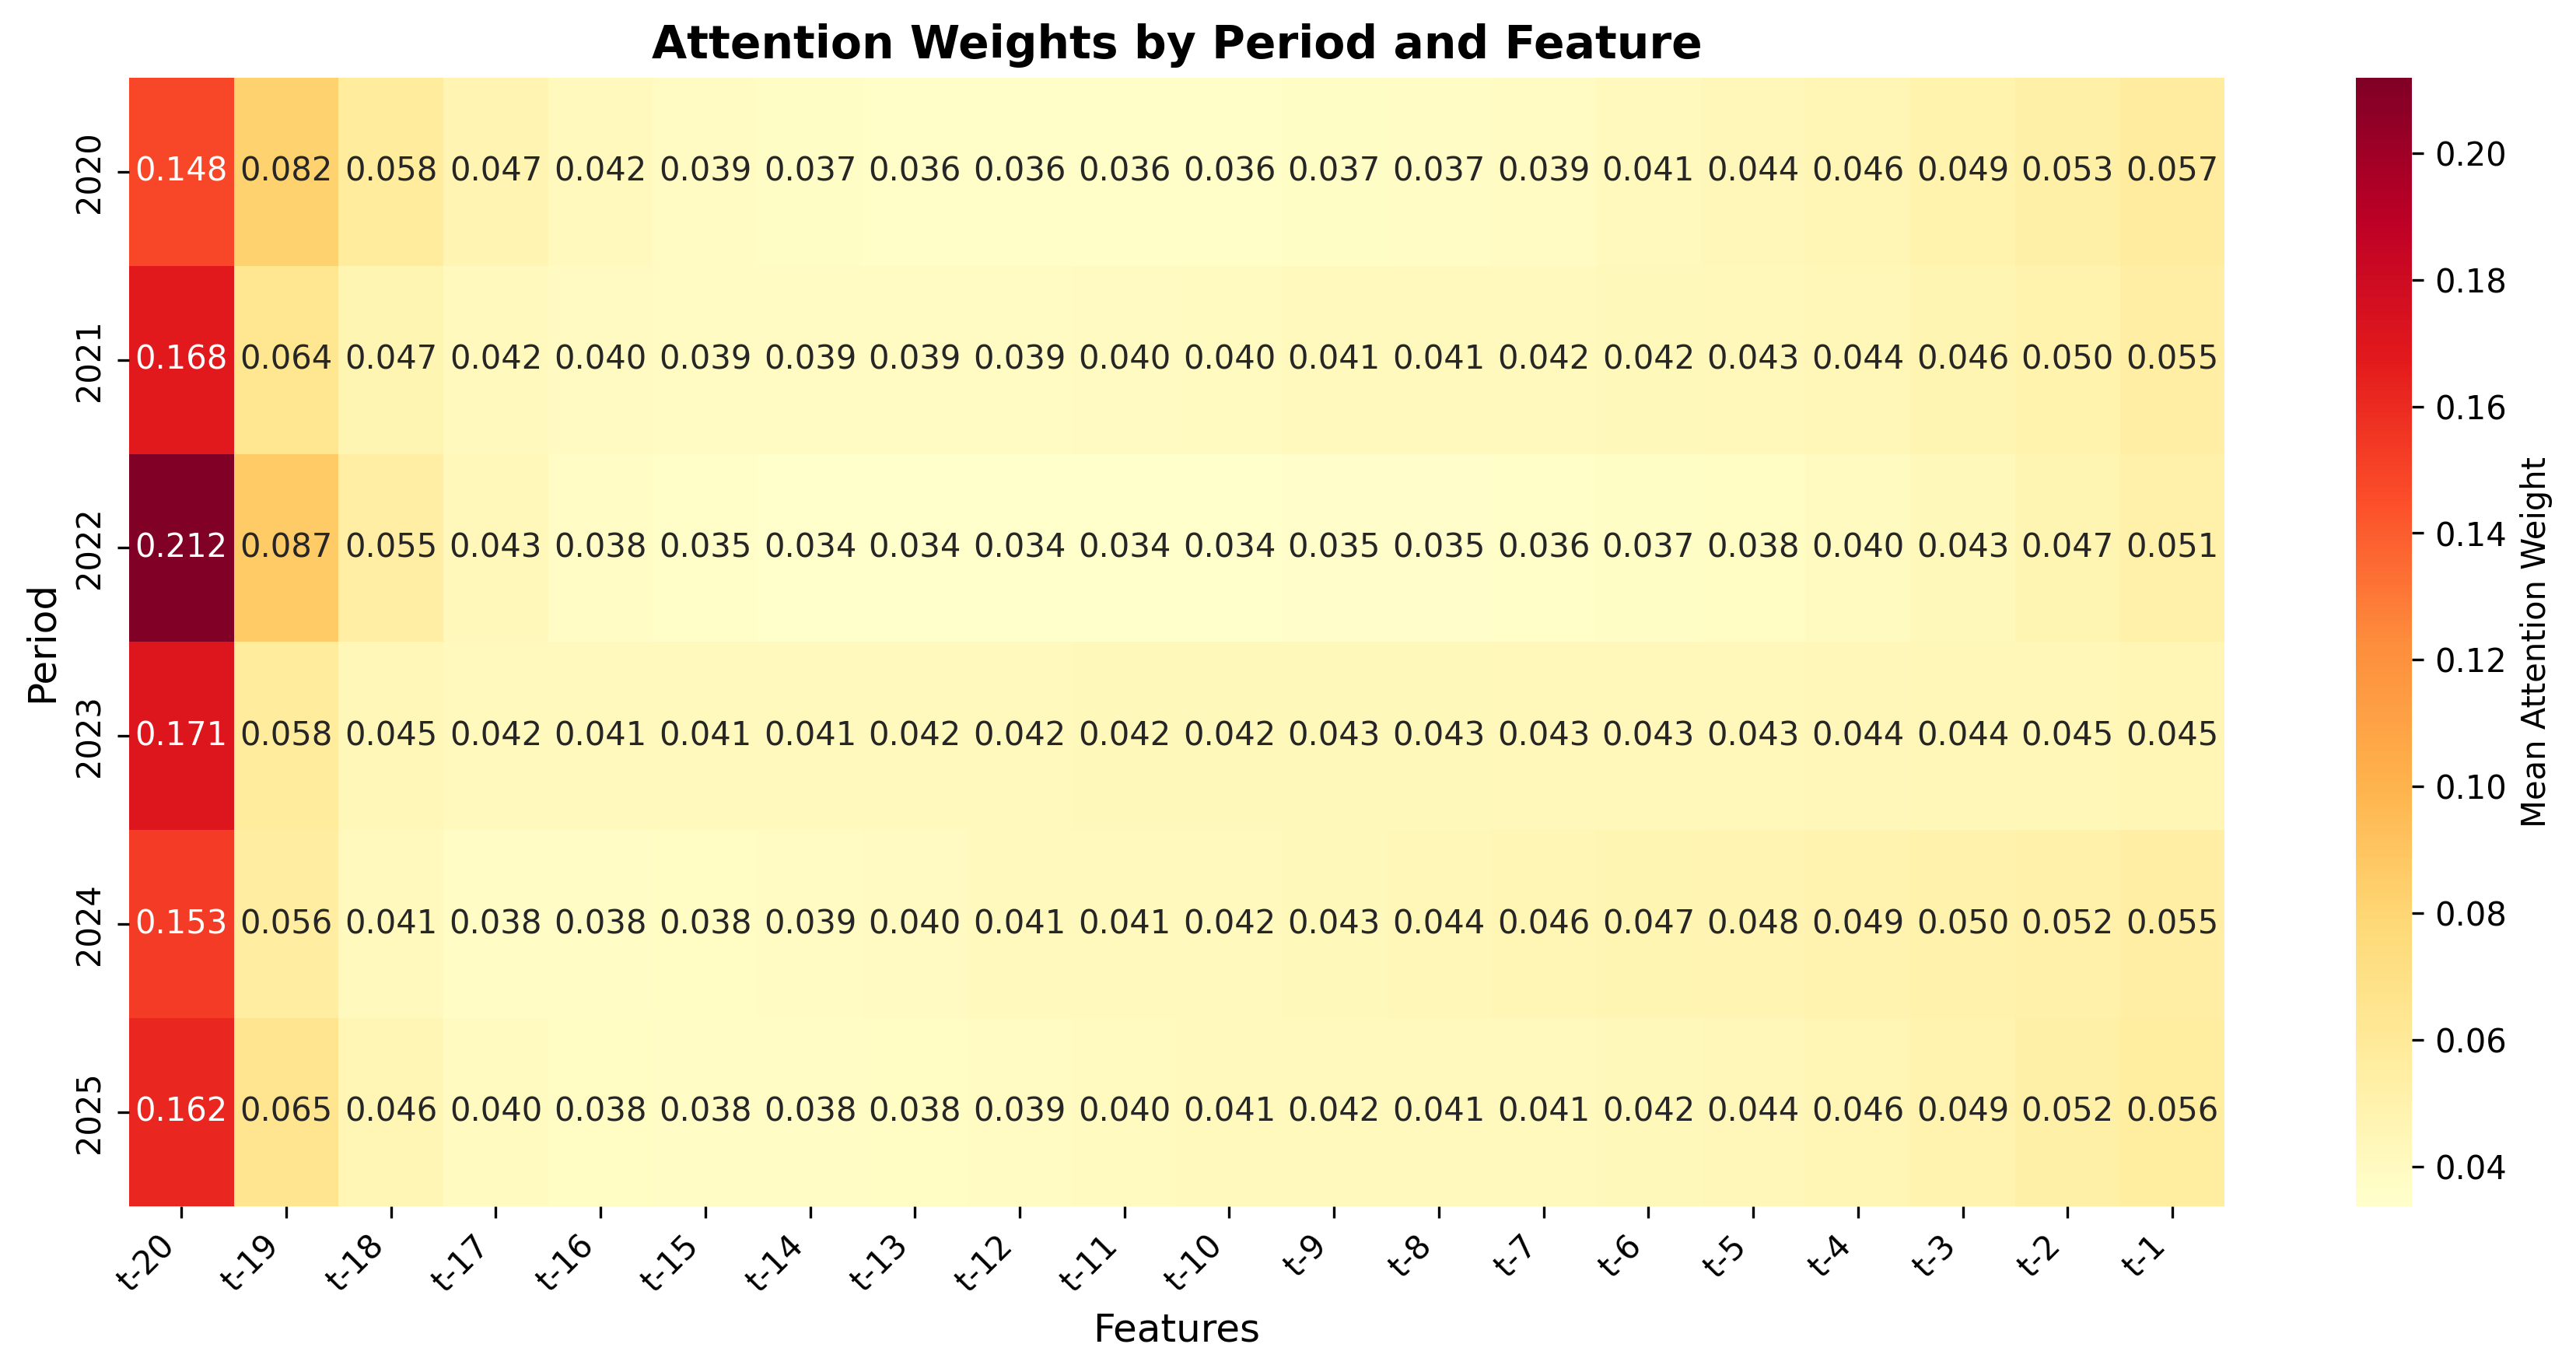 Attention Weights by Period and Feature
2020 0.148 0.082 0.058 0.047 0.042 0.039 0.037 0.036 0.036 0.036 0.036 0.037 0.037 0.039 0.041 0.044 0.046 0.049 0.053 0.057
2021 0.168 0.064 0.047 0.042 0.040 0.039 0.039 0.039 0.039 0.040 0.040 0.041 0.041 0.042 0.042 0.043 0.044 0.046 0.050 0.055
2022 0.212 0.087 0.055 0.043 0.038 0.035 0.034 0.034 0.034 0.034 0.034 0.035 0.035 0.036 0.037 0.038 0.040 0.043 0.047 0.051
2023 0.171 0.058 0.045 0.042 0.041 0.041 0.041 0.042 0.042 0.042 0.042 0.043 0.043 0.043 0.043 0.043 0.044 0.044 0.045 0.045
2024 0.153 0.056 0.041 0.038 0.038 0.038 0.039 0.040 0.041 0.041 0.042 0.043 0.044 0.046 0.047 0.048 0.049 0.050 0.052 0.055
2025 0.162 0.065 0.046 0.040 0.038 0.038 0.038 0.038 0.039 0.040 0.041 0.042 0.041 0.041 0.042 0.044 0.046 0.049 0.052 0.056
t-20 t-19 t-18 t-17 t-16 t-15 t-14 t-13 t-12 t-11 t-10 t-9 t-8 t-7 t-6 t-5 t-4 t-3 t-2 t-1
Features
Period
0.20
0.18
0.16
0.14
0.12
0.10
0.08
0.06
0.04
Mean Attention Weight